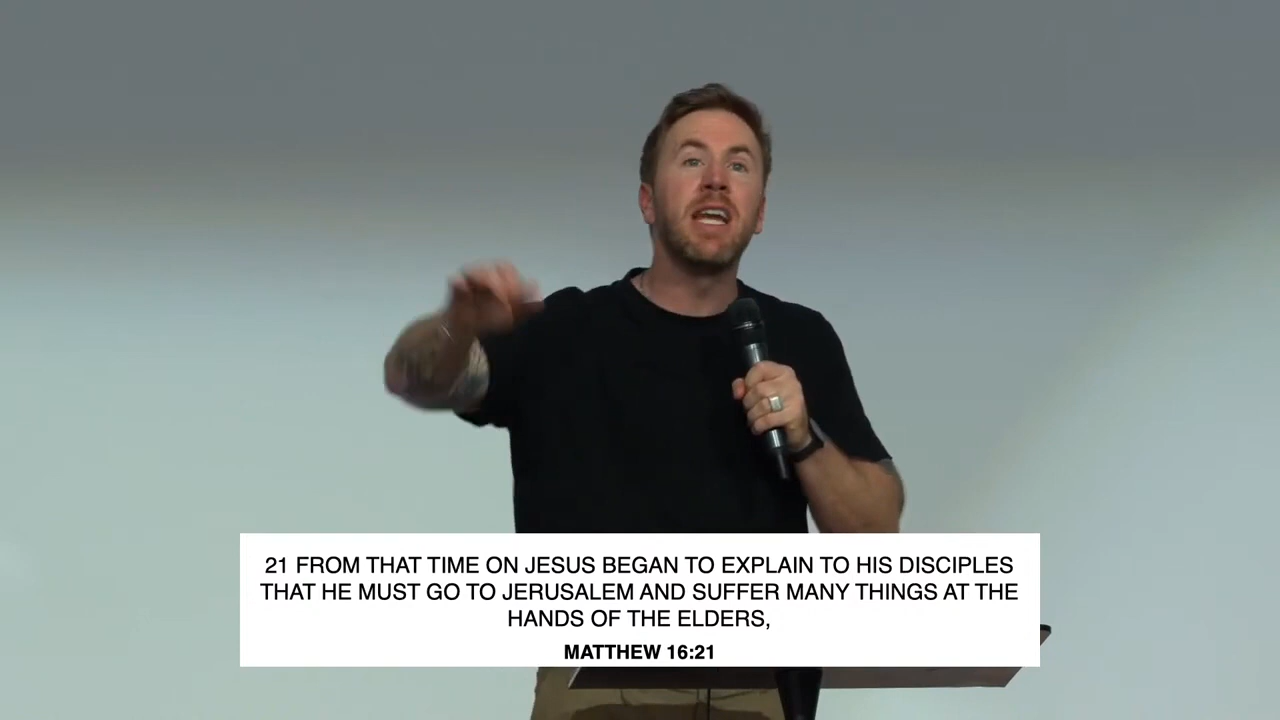 21 FROM THAT TIME ON JESUS BEGAN TO EXPLAIN TO HIS DISCIPLES
THAT HE MUST GO TO JERUSALEM AND SUFFER MANY THINGS AT THE
HANDS OF THE ELDERS,
MATTHEW 16:21